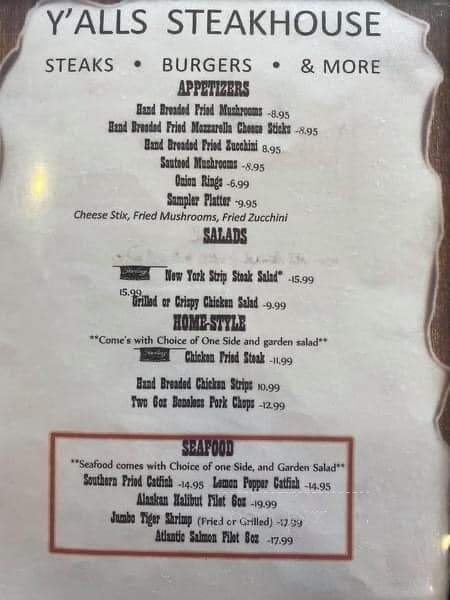 Y'ALLS STEAKHOUSE
STEAKS • BURGERS • & MORE
APPETIZERS
Hand Breaded Fried Mushrooms -8.95
Hand Breaded Fried Mozzarella Cheese Sticks -8.95
Hand Breaded Fried Zucchini 8.95
Sauteed Mushrooms -8.95
Onion Rings -6.99
Sampler Platter -9.95
Cheese Stix, Fried Mushrooms, Fried Zucchini
SALADS
New York Strip Steak Salad* -15.99
15.99
Grilled or Crispy Chicken Salad -9.99
HOME-STYLE
**Come's with Choice of One Side and garden salad**
Chicken Fried Steak -11.99
Hand Breaded Chicken Strips 10.99
Two 6oz Boneless Pork Chops -12.99
SEAFOOD
**Seafood comes with Choice of one Side, and Garden Salad**
Southern Fried Catfish -14.95 Lemon Pepper Catfish -14.95
Alaskan Halibut Filet 6oz -19.99
Jumbo Tiger Shrimp (Fried or Grilled) -17.99
Atlantic Salmon Filet 8oz -17.99